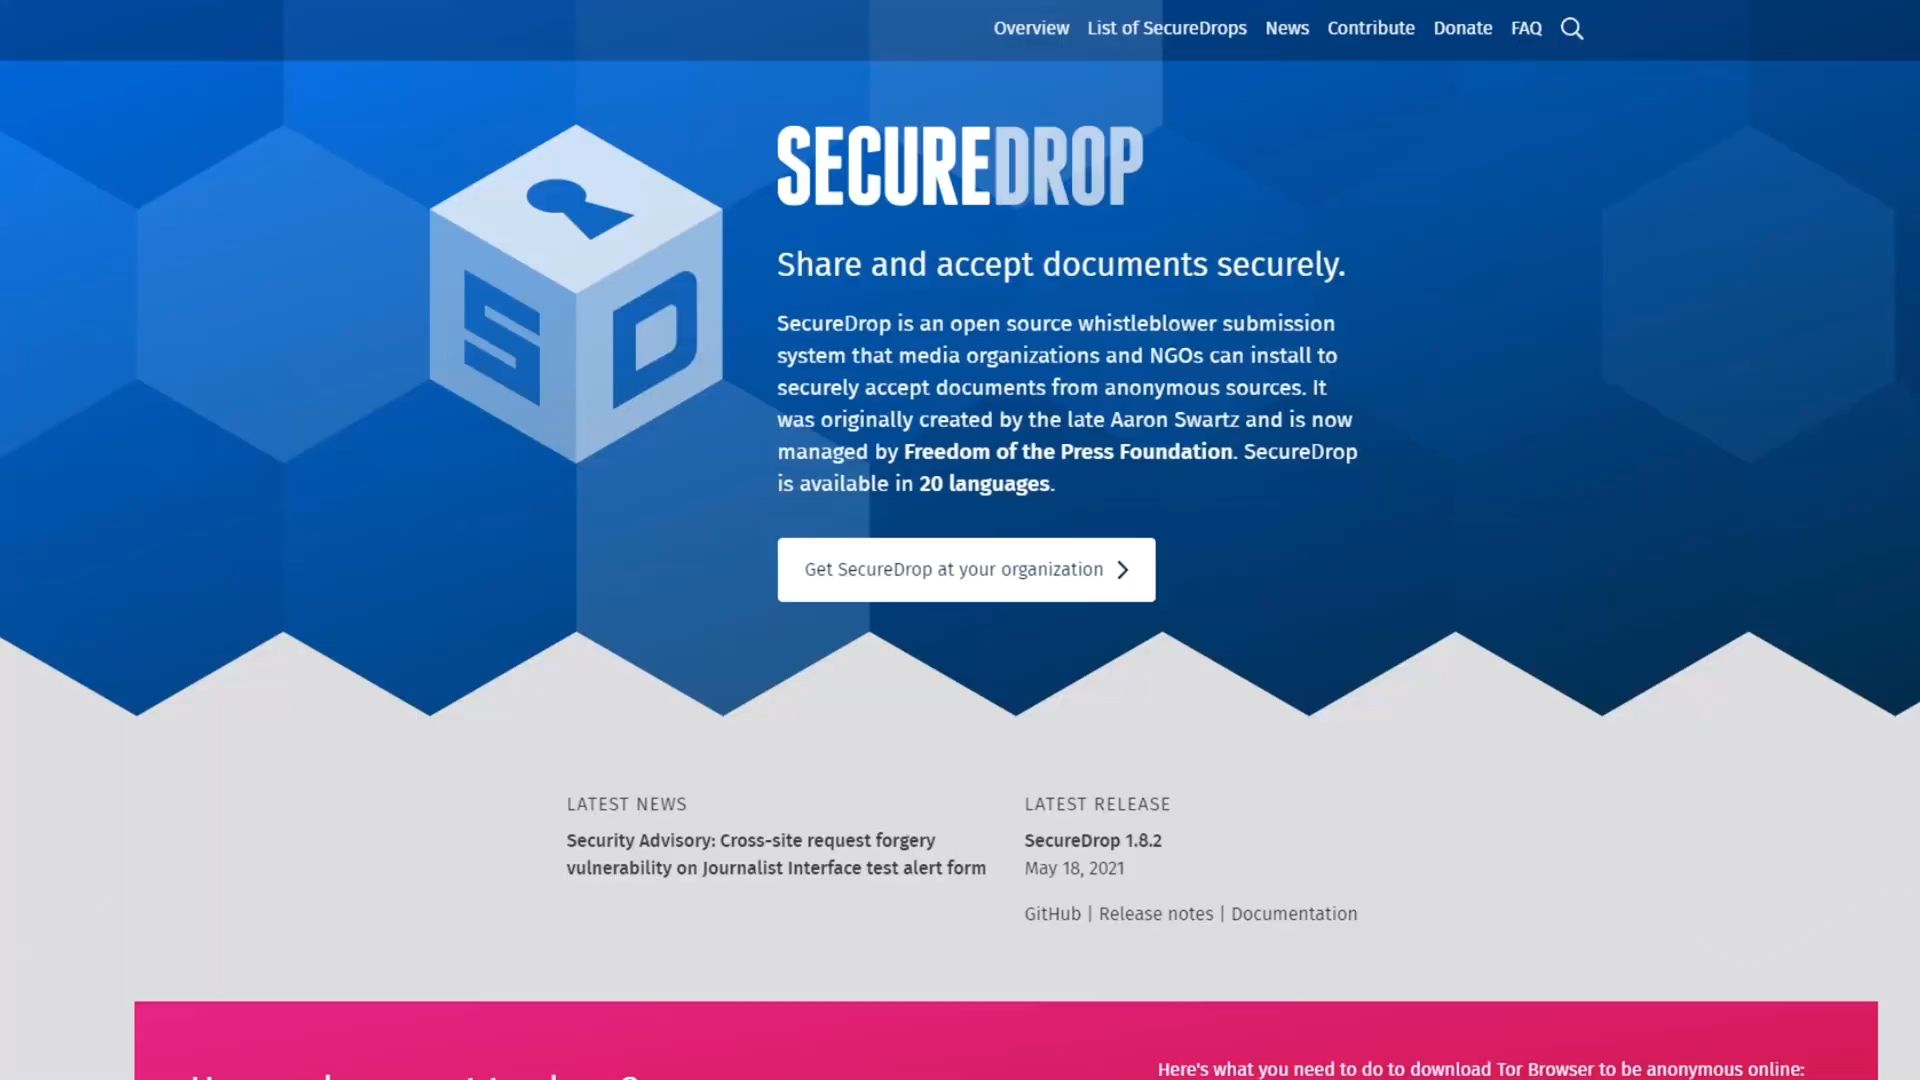 Overview List of SecureDrops News Contribute Donate FAQ
SECUREDROP
S D
Share and accept documents securely.
SecureDrop is an open source whistleblower submission
system that media organizations and NGOs can install to
securely accept documents from anonymous sources. It
was originally created by the late Aaron Swartz and is now
managed by Freedom of the Press Foundation. SecureDrop
is available in 20 languages.
Get SecureDrop at your organization
LATEST NEWS
Security Advisory: Cross-site request forgery
vulnerability on Journalist Interface test alert form
LATEST RELEASE
SecureDrop 1.8.2
May 18, 2021
GitHub | Release notes | Documentation
Here's what you need to do to download Tor Browser to be anonymous online: